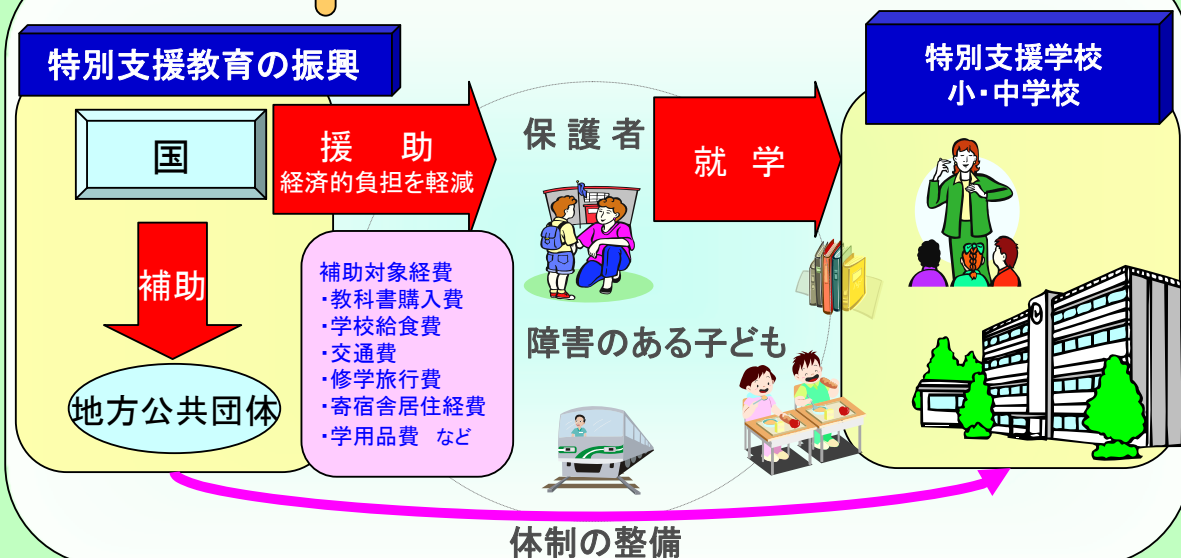 特別支援教育の振興
国
援　助
経済的負担を軽減
補助
地方公共団体
補助対象経費
・教科書購入費
・学校給食費
・交通費
・修学旅行費
・寄宿舎居住経費
・学用品費　など
保 護 者
障害のある子ども
就 学
特別支援学校
小・中学校
体制の整備